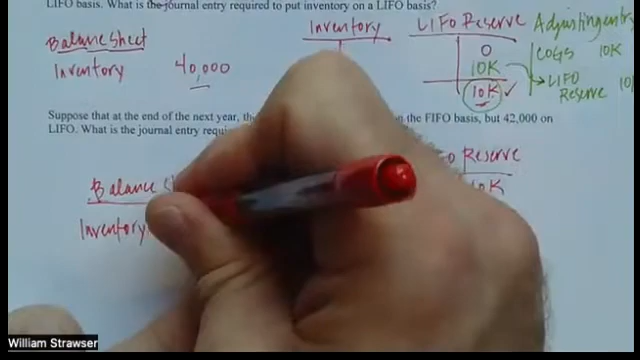 LIFO basis. What is the journal entry required to put inventory on a LIFO basis?
Inventory LIFO Reserve Adjusting entry
Balance Sheet 0 COGS 10K
Inventory 40,000 10K LIFO
10K ✓ Reserve 10
Suppose that at the end of the next year, th on the FIFO basis, but 42,000 on
LIFO. What is the journal entry requi
Balance Sh Reserve
Inventory 10K
William Strawser